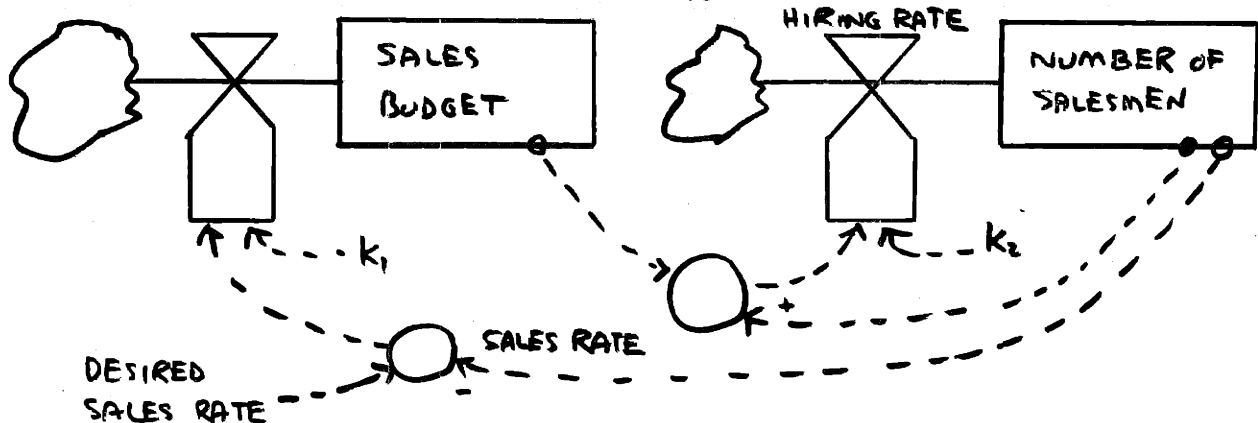 HIRING RATE
SALES
BUDGET
NUMBER OF
SALESMEN
K₁
K₂
+
SALES RATE
-
DESIRED
SALES RATE